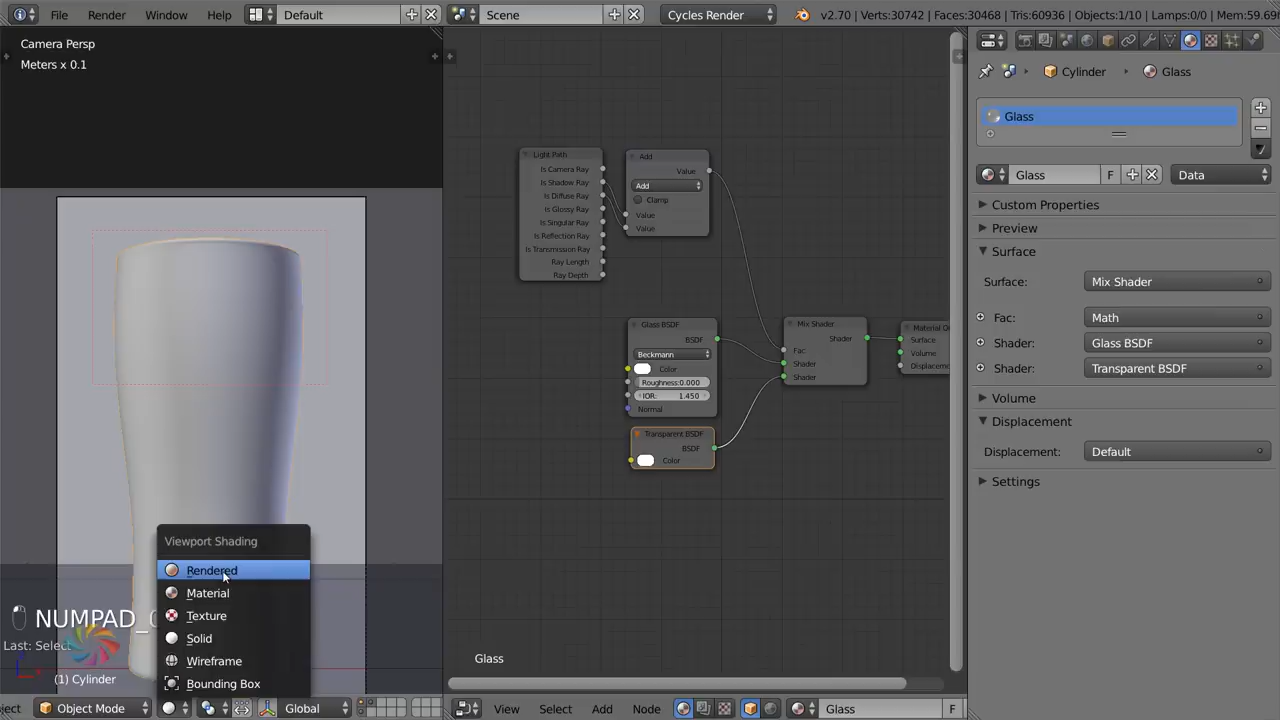 File Render Window Help Default Scene Cycles Render v2.70 | Verts:30742 | Faces:30468 | Tris:60936 | Objects:1/10 | Lamps:0/0 | Mem:59.69
Camera Persp
Meters x 0.1
Cylinder Glass
Glass
Glass F Data
Custom Properties
Preview
Surface
Surface: Mix Shader
Fac: Math
Shader: Glass BSDF
Shader: Transparent BSDF
Volume
Displacement
Displacement: Default
Settings
Light Path
Is Camera Ray
Is Shadow Ray
Is Diffuse Ray
Is Glossy Ray
Is Singular Ray
Is Reflection Ray
Is Transmission Ray
Ray Length
Ray Depth
Add
Value
Add
Clamp
Value
Value
Glass BSDF
BSDF
Beckmann
Color
Roughness:0.000
IOR: 1.450
Normal
Transparent BSDF
BSDF
Color
Mix Shader
Shader
Fac
Shader
Shader
Material Ou
Surface
Volume
Displaceme
Viewport Shading
Rendered
Material
Texture
Solid
Wireframe
Bounding Box
NUMPAD_
Last: Select
(1) Cylinder
Glass
ject Object Mode Global View Select Add Node Glass F